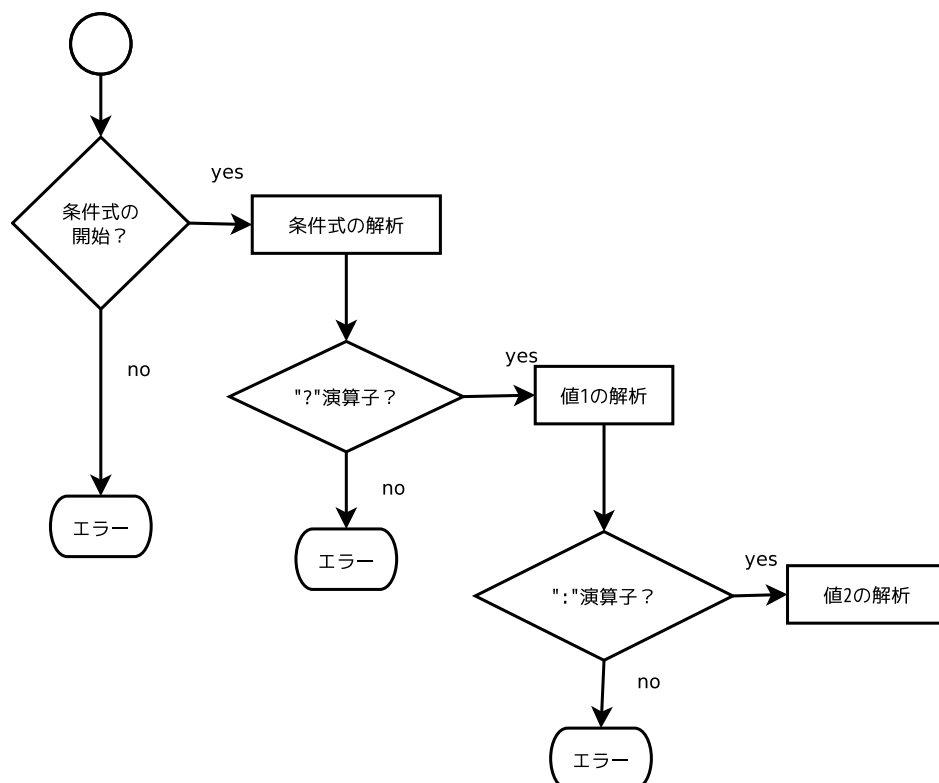 yes
条件式の
開始？
条件式の解析
no
yes
"?"演算子？
値1の解析
no
エラー
エラー
yes
":"演算子？
値2の解析
no
エラー